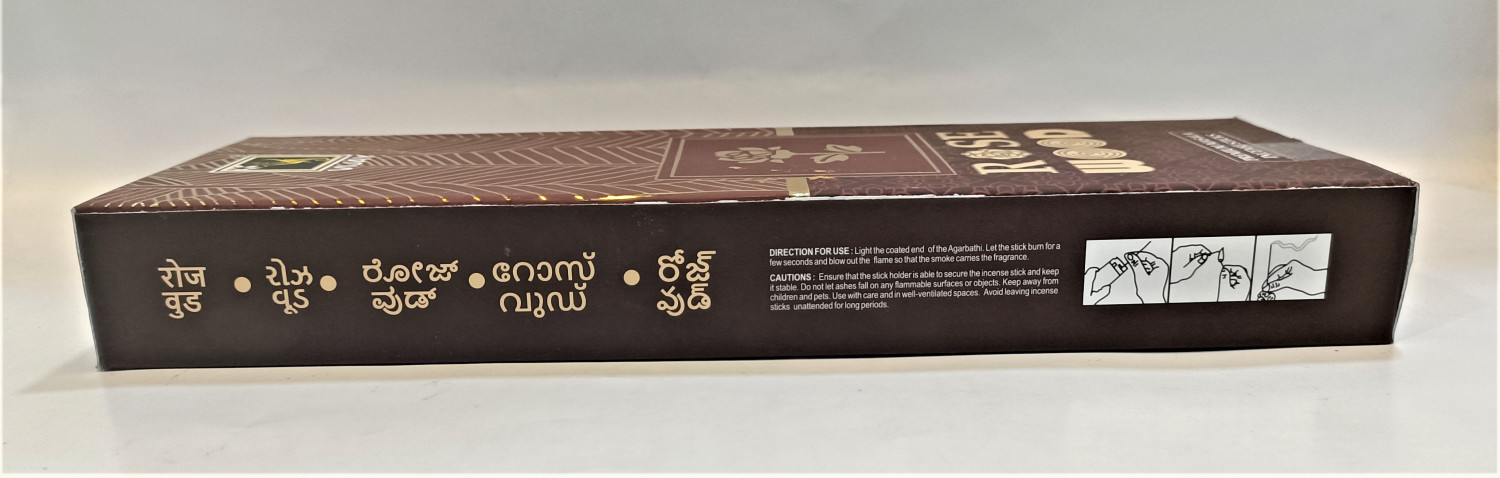 ROSE
WOOD
रोज
वुड
રોઝ
વૂડ
ರೋಜ್
ವುಡ್
റോസ്
വുഡ്
రోజ్
వుడ్
DIRECTION FOR USE : Light the coated end of the Agarbathi. Let the stick burn for a
few seconds and blow out the flame so that the smoke carries the fragrance.
CAUTIONS : Ensure that the stick holder is able to secure the incense stick and keep
it stable. Do not let ashes fall on any flammable surfaces or objects. Keep away from
children and pets. Use with care and in well-ventilated spaces. Avoid leaving incense
sticks unattended for long periods.